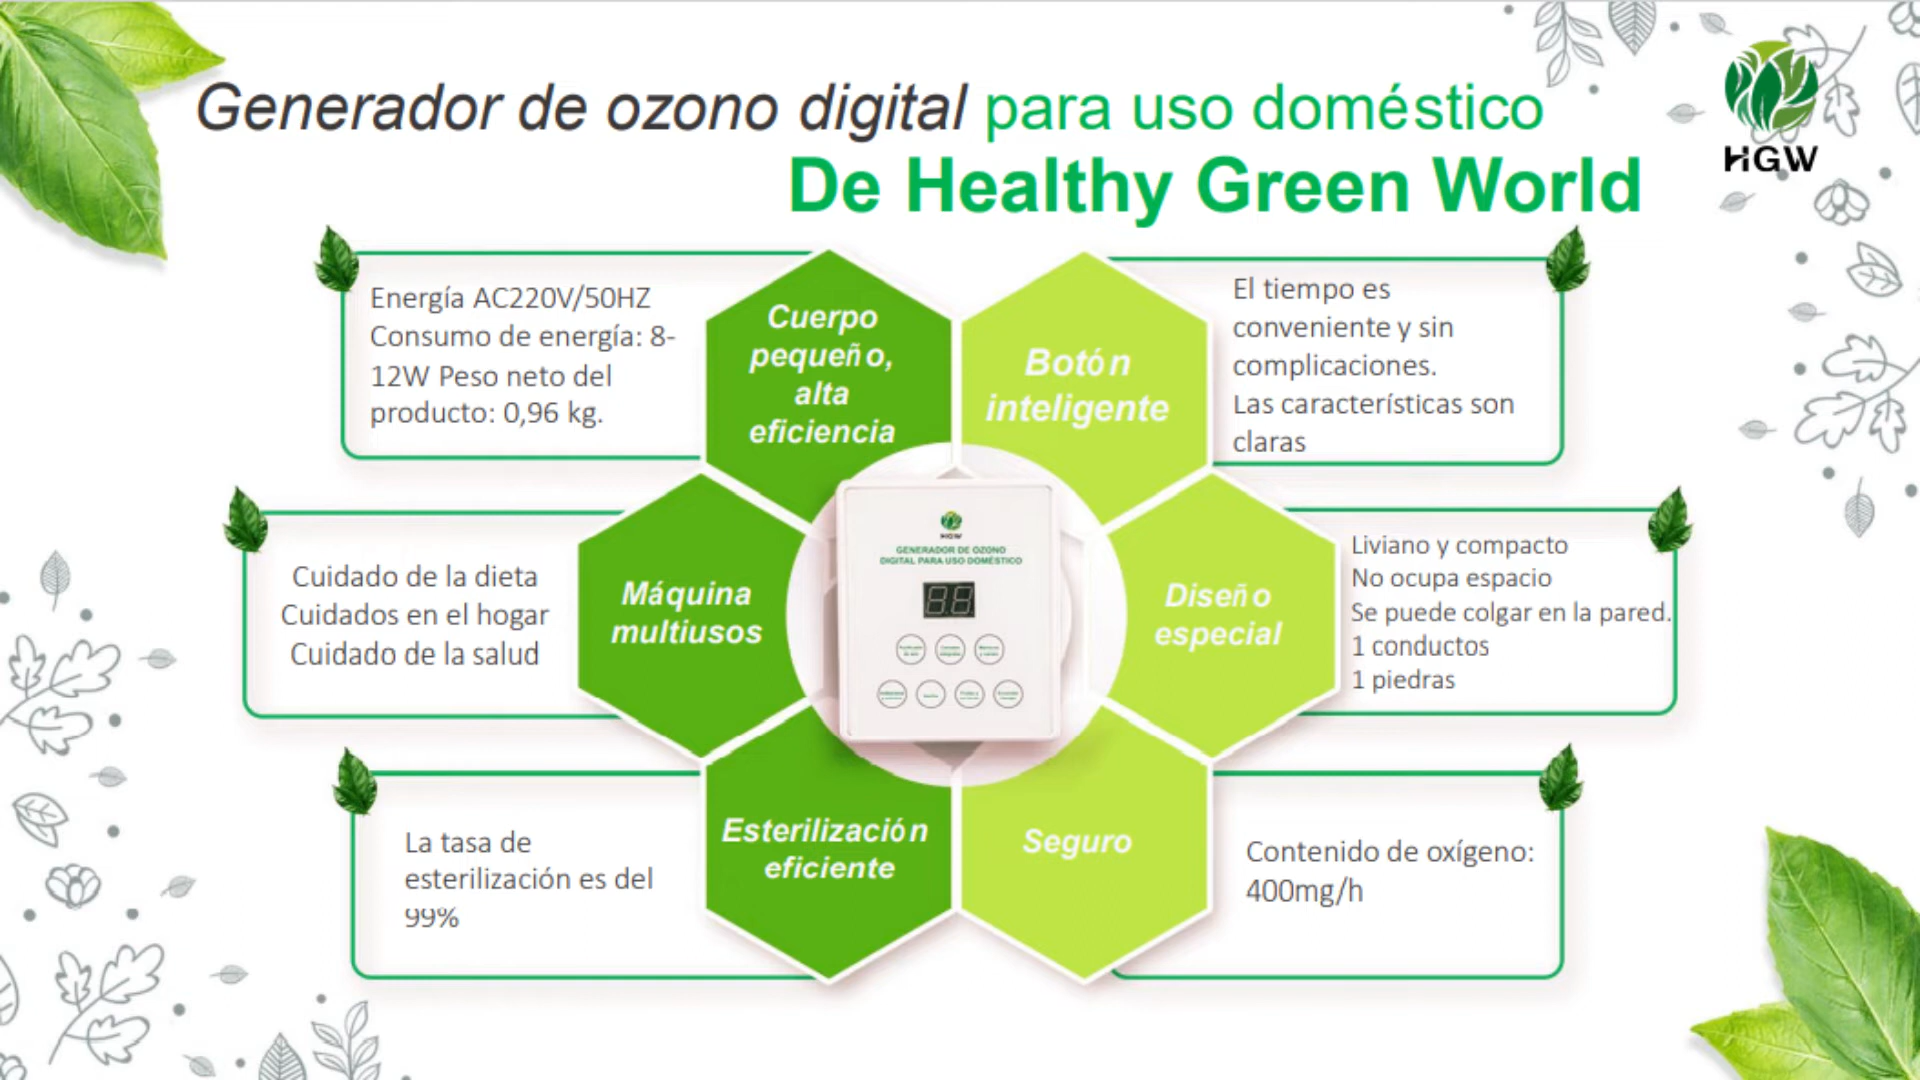 Generador de ozono digital para uso doméstico
De Healthy Green World
HGW
Energía AC220V/50HZ
Consumo de energía: 8-
12W Peso neto del
producto: 0,96 kg.
Cuerpo
pequeño,
alta
eficiencia
Botón
inteligente
El tiempo es
conveniente y sin
complicaciones.
Las características son
claras
Cuidado de la dieta
Cuidados en el hogar
Cuidado de la salud
Máquina
multiusos
HGW
GENERADOR DE OZONO
DIGITAL PARA USO DOMÉSTICO
88
Diseño
especial
Liviano y compacto
No ocupa espacio
Se puede colgar en la pared.
1 conductos
1 piedras
La tasa de
esterilización es del
99%
Esterilización
eficiente
Seguro
Contenido de oxígeno:
400mg/h